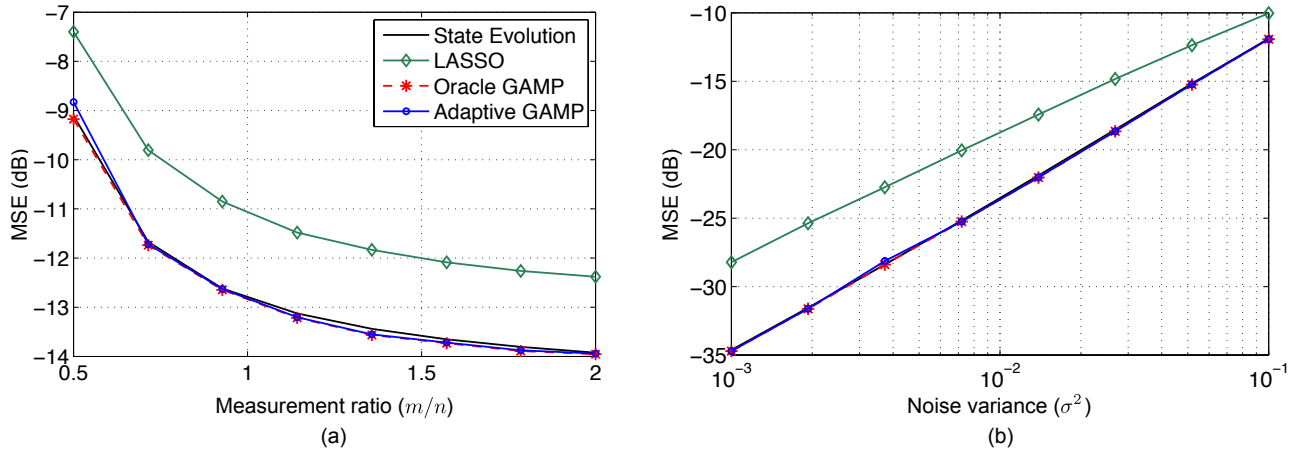 −7
−8
−9
−10
−11
−12
−13
−14
MSE (dB)
State Evolution
LASSO
Oracle GAMP
Adaptive GAMP
0.5
1
1.5
2
Measurement ratio (m/n)
(a)
−10
−15
−20
−25
−30
−35
MSE (dB)
10−3
10−2
10−1
Noise variance (σ2)
(b)